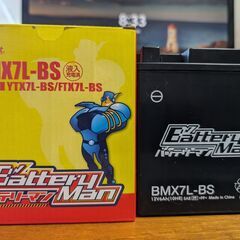 8:33
MX7L-BS
YTX7L-BS/FTX7L-BS
液入
充電済
Battery
バッテリーマン
Man
Battery
バッテリーマン
Man
BMX7L-BS
12V6Ah(10HR)
Made in China